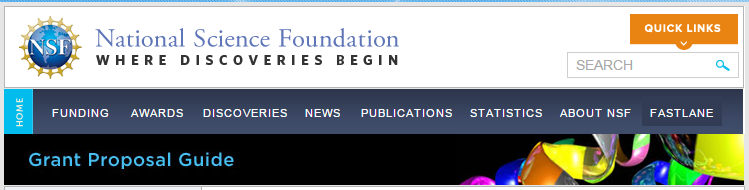 NSF
National Science Foundation
WHERE DISCOVERIES BEGIN
QUICK LINKS
SEARCH
HOME
FUNDING AWARDS DISCOVERIES NEWS PUBLICATIONS STATISTICS ABOUT NSF FASTLANE
Grant Proposal Guide